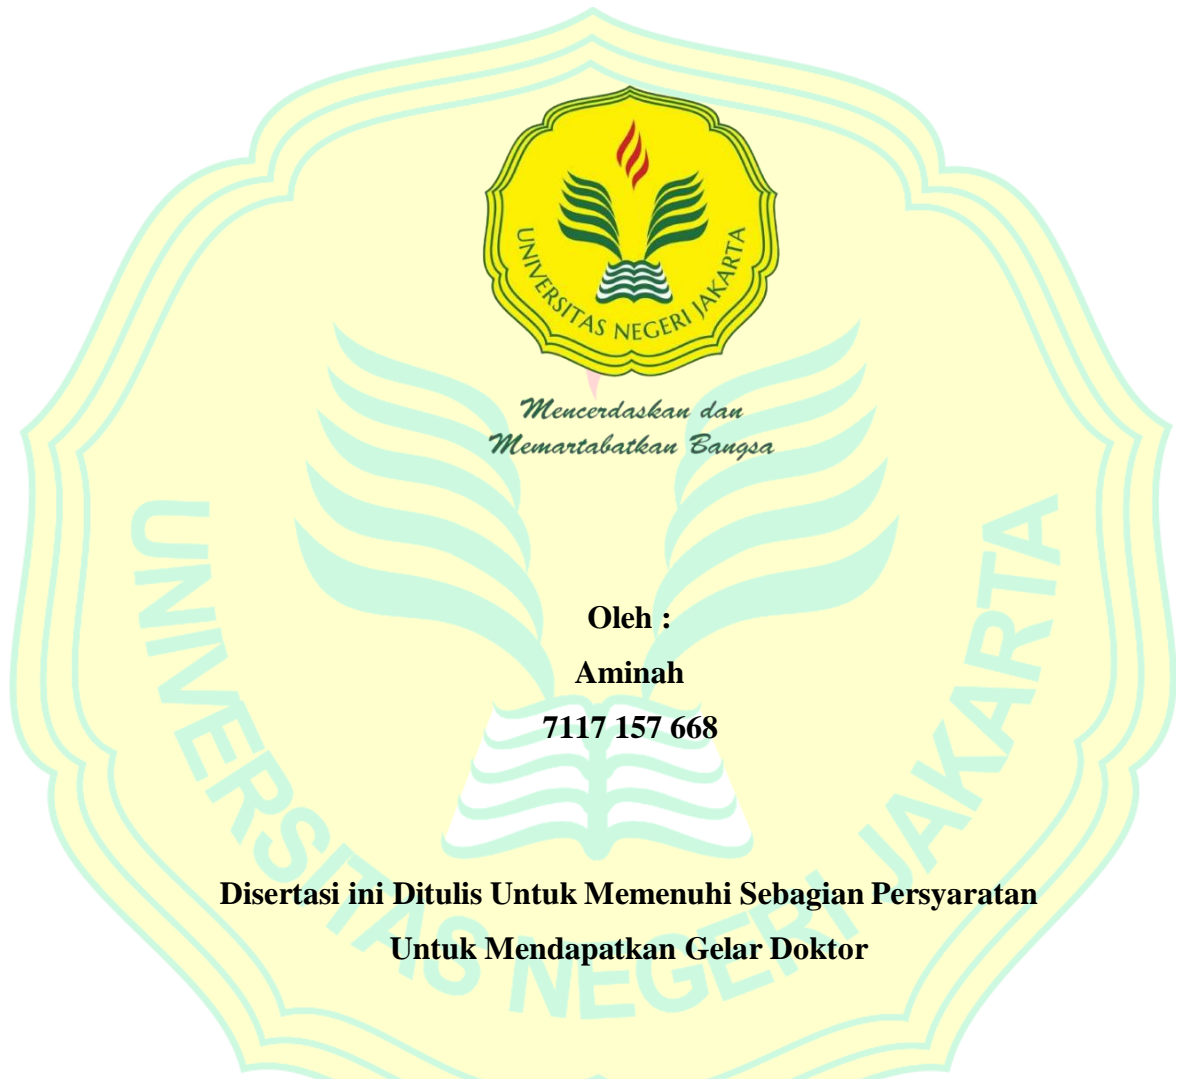 UNIVERSITAS NEGERI JAKARTA
Mencerdaskan dan
Memartabatkan Bangsa
UNIVERSITAS NEGERI JAKARTA
Oleh :
Aminah
7117 157 668
Disertasi ini Ditulis Untuk Memenuhi Sebagian Persyaratan
Untuk Mendapatkan Gelar Doktor